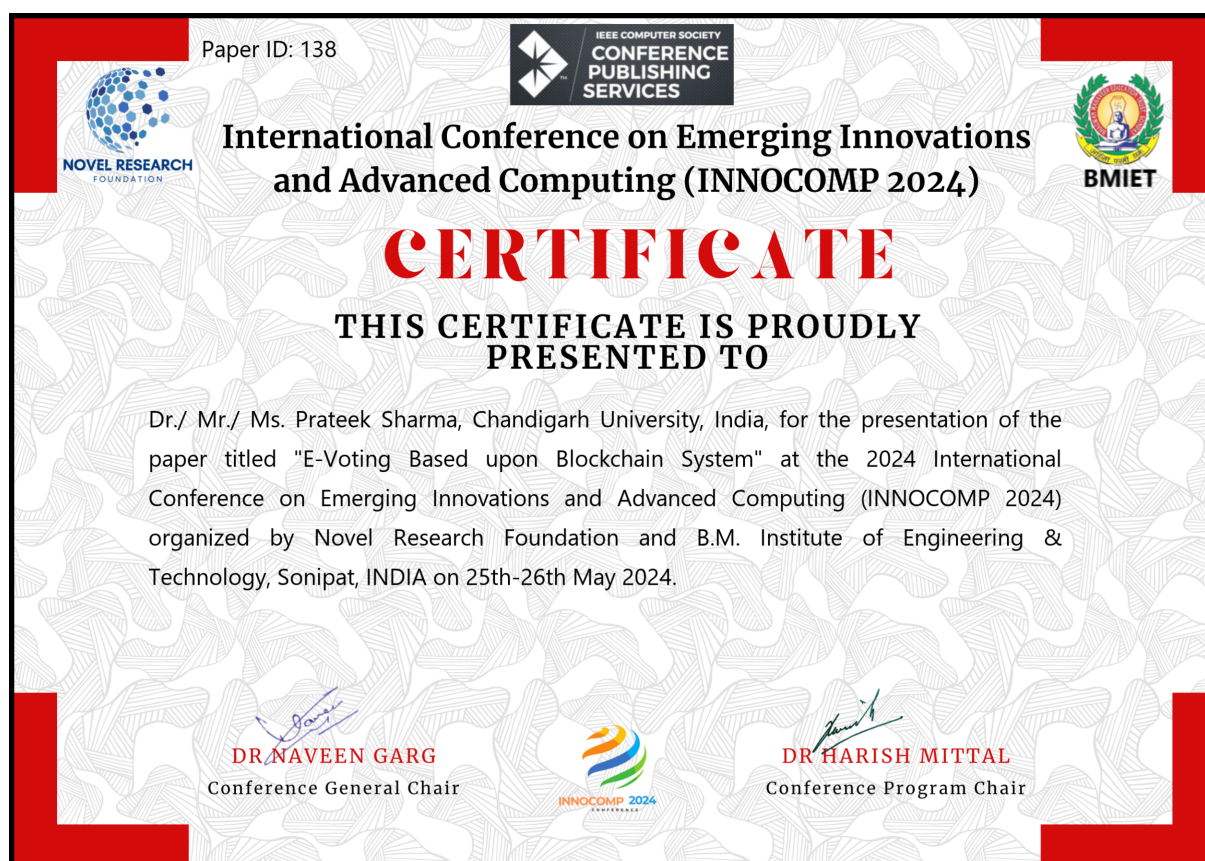 Paper ID: 138
IEEE COMPUTER SOCIETY
CONFERENCE
PUBLISHING
SERVICES
TM
NOVEL RESEARCH
FOUNDATION
BMIET
International Conference on Emerging Innovations
and Advanced Computing (INNOCOMP 2024)
CERTIFICATE
THIS CERTIFICATE IS PROUDLY
PRESENTED TO
Dr./ Mr./ Ms. Prateek Sharma, Chandigarh University, India, for the presentation of the
paper titled "E-Voting Based upon Blockchain System" at the 2024 International
Conference on Emerging Innovations and Advanced Computing (INNOCOMP 2024)
organized by Novel Research Foundation and B.M. Institute of Engineering &
Technology, Sonipat, INDIA on 25th-26th May 2024.
DR NAVEEN GARG
Conference General Chair
INNOCOMP 2024
CONFERENCE
DR HARISH MITTAL
Conference Program Chair